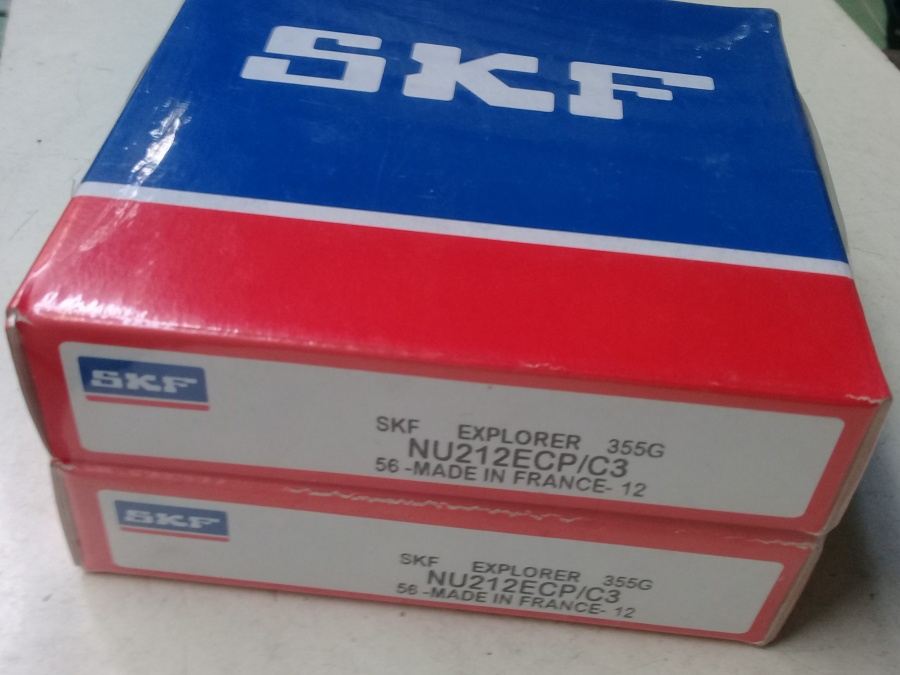 SKF
SKF
SKF EXPLORER 355G
NU212ECP/C3
56 -MADE IN FRANCE- 12
SKF
SKF EXPLORER 355G
NU212ECP/C3
56 -MADE IN FRANCE- 12